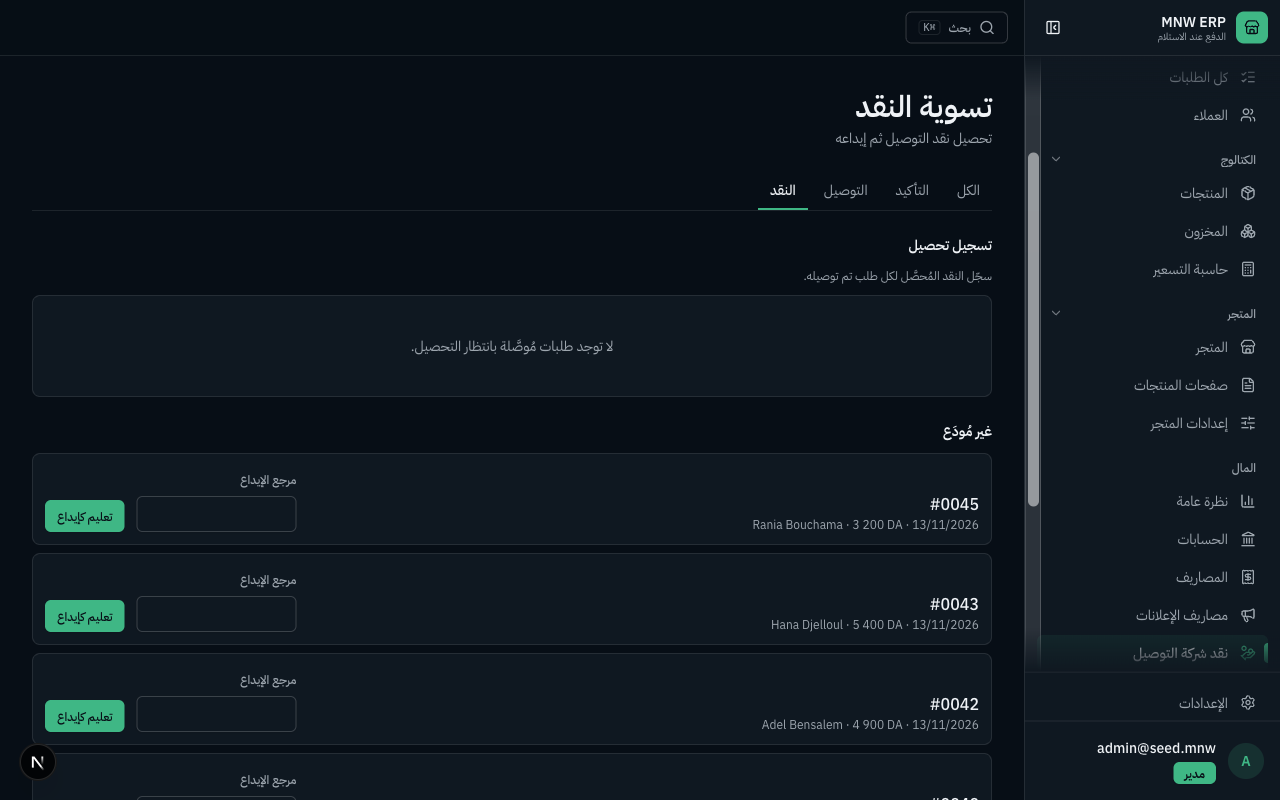 MNW ERP
الدفع عند الاستلام
بحث
⌘K
كل الطلبات
العملاء
الكتالوج
المنتجات
المخزون
حاسبة التسعير
المتجر
المتجر
صفحات المنتجات
إعدادات المتجر
المال
نظرة عامة
الحسابات
المصاريف
مصاريف الإعلانات
نقد شركة التوصيل
الإعدادات
A
admin@seed.mnw
مدير
تسوية النقد
تحصيل نقد التوصيل ثم إيداعه
الكل
التأكيد
التوصيل
النقد
تسجيل تحصيل
سجّل النقد المُحصَّل لكل طلب تم توصيله.
لا توجد طلبات مُوصَّلة بانتظار التحصيل.
غير مُودَع
#0045
Rania Bouchama · 3 200 DA · 13/11/2026
مرجع الإيداع
تعليم كإيداع
#0043
Hana Djelloul · 5 400 DA · 13/11/2026
مرجع الإيداع
تعليم كإيداع
#0042
Adel Bensalem · 4 900 DA · 13/11/2026
مرجع الإيداع
تعليم كإيداع
مرجع الإيداع
N